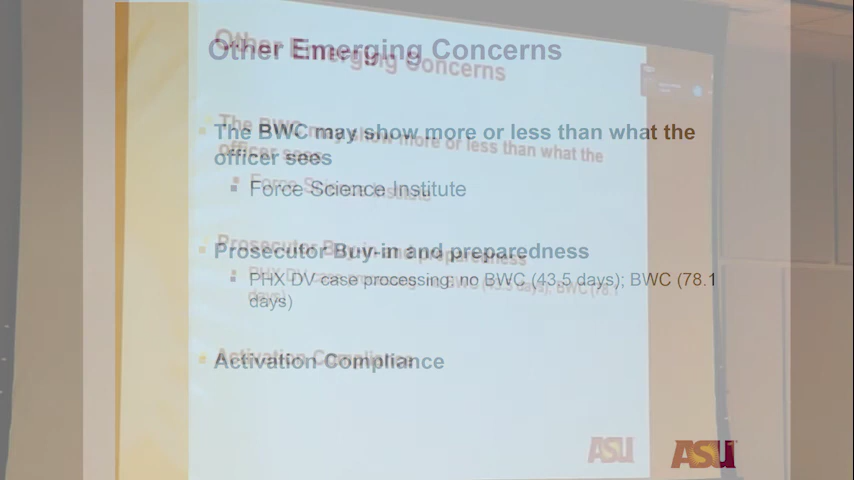 Other Emerging Concerns
The BWC may show more or less than what the
officer sees
Force Science Institute
Prosecutor Buy-in and preparedness
PHX DV case processing: no BWC (43.5 days); BWC (78.1
days)
Activation Compliance
ASU ASU